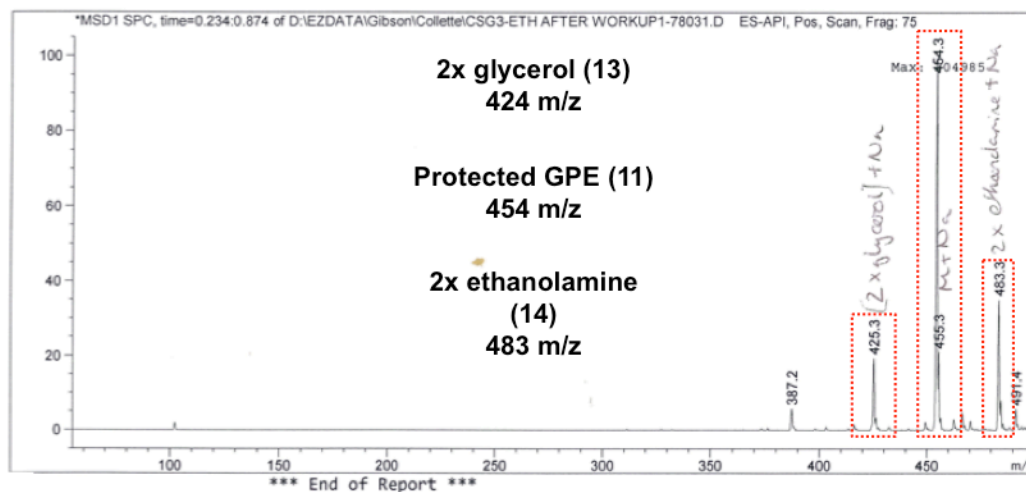 *MSD1 SPC, time=0.234:0.874 of D:\EZDATA\Gibson\Collette\CSG3-ETH AFTER WORKUP1-78031.D ES-API, Pos, Scan, Frag: 75
100
80
60
40
20
0
2x glycerol (13)
424 m/z
Protected GPE (11)
454 m/z
2x ethanolamine
(14)
483 m/z
Max:
04985
387.2
425.3
[2 x glycerol] + Na
454.3
455.3
M + Na
483.3
2 x ethanolamine + Na
491.4
100
150
200
250
300
350
400
450
m/
*** End of Report ***